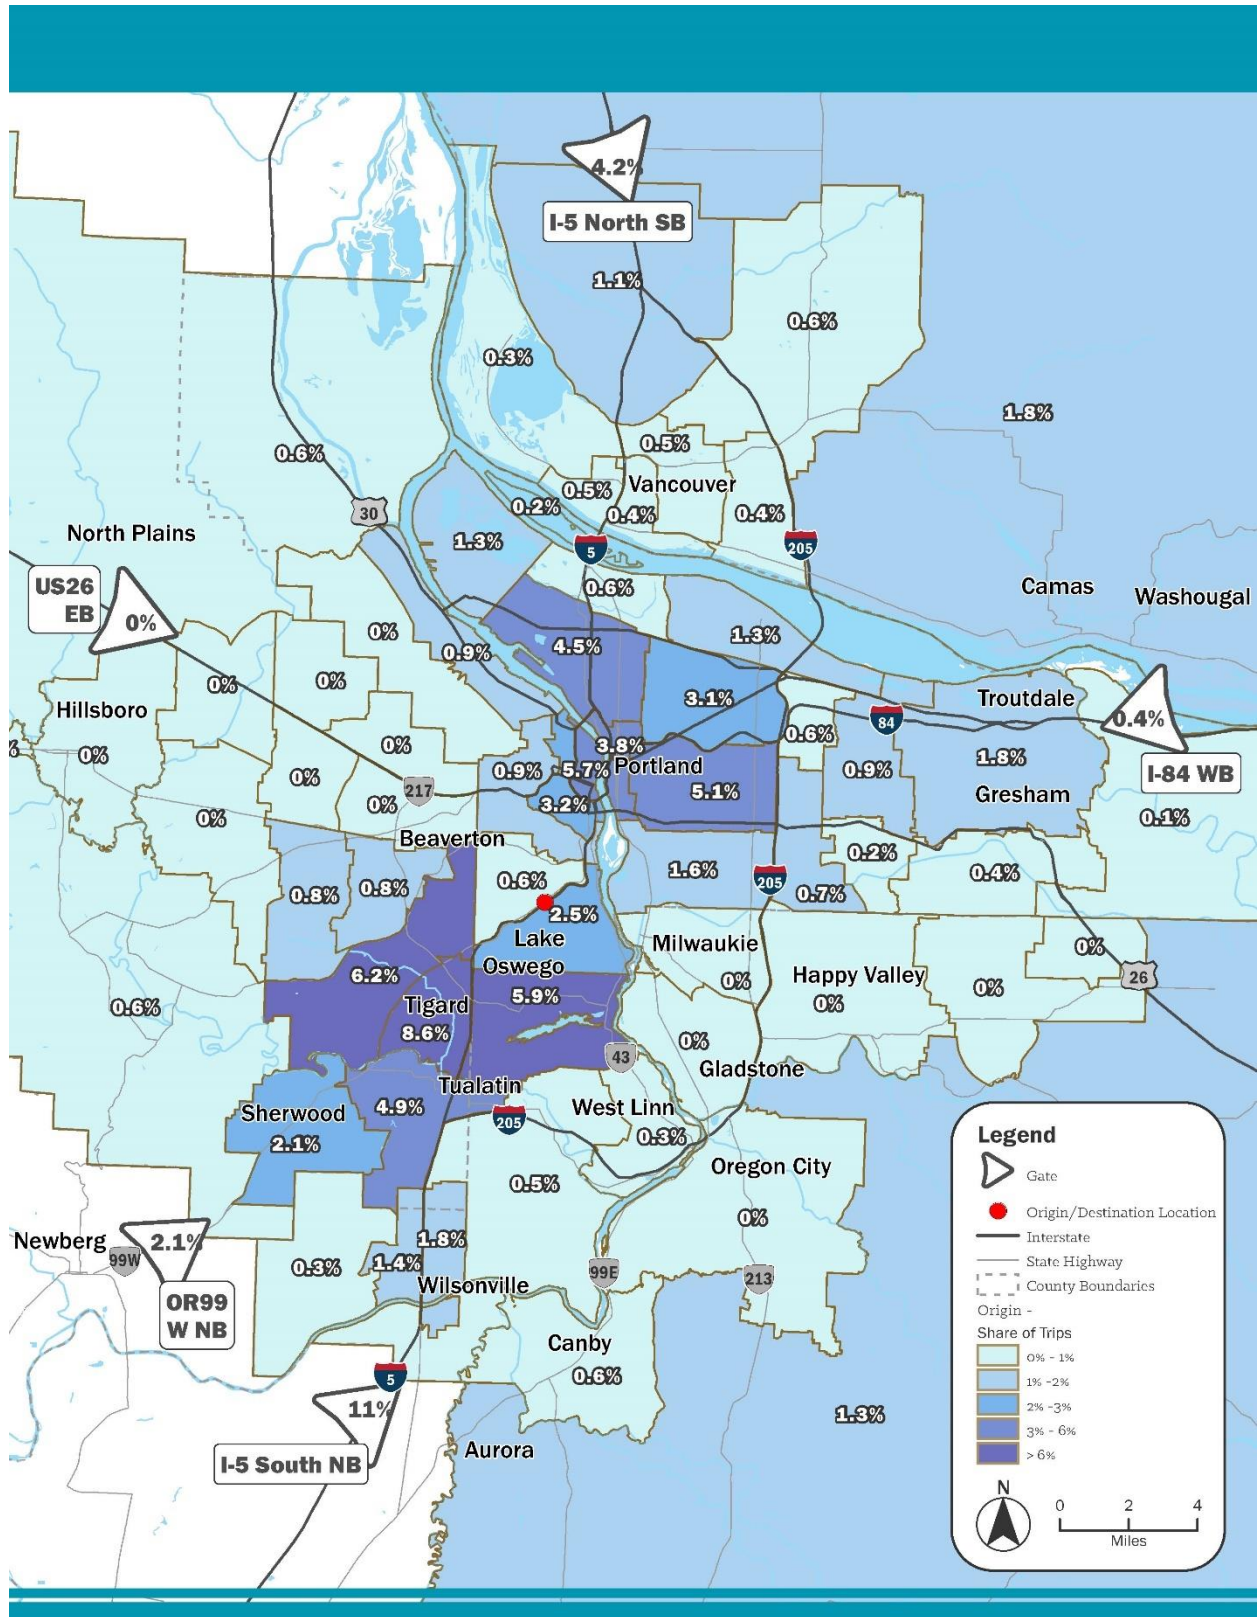 4.2%
I-5 North SB
1.1%
0.6%
0.3%
1.8%
0.5%
0.6%
Vancouver
0.5%
0.2%
0.4%
0.4%
30
North Plains
1.3%
5
205
US26
EB
0%
0.6%
Camas
Washougal
0%
0.9%
4.5%
1.3%
0%
0%
3.1%
Troutdale
Hillsboro
0.4%
84
0%
0%
3.8%
0.6%
0%
5.7%
Portland
1.8%
I-84 WB
0.9%
0.9%
0%
217
0%
3.2%
5.1%
Gresham
0%
0.1%
Beaverton
0.2%
0.8%
0.8%
0.6%
1.6%
205
0.7%
0.4%
2.5%
Lake
Oswego
Milwaukie
0%
6.2%
0%
Happy Valley
26
0.6%
Tigard
5.9%
0%
0%
8.6%
0%
43
Gladstone
Tualatin
Sherwood
4.9%
205
West Linn
2.1%
0.3%
Oregon City
0.5%
0%
Newberg
99W
2.1%
1.8%
0.3%
1.4%
99E
213
Wilsonville
OR99
W NB
Canby
0.6%
5
11%
1.3%
I-5 South NB
Aurora
Legend
Gate
Origin/Destination Location
Interstate
State Highway
County Boundaries
Origin -
Share of Trips
0% - 1%
1% -2%
2% -3%
3% - 6%
> 6%
N
0 2 4
Miles